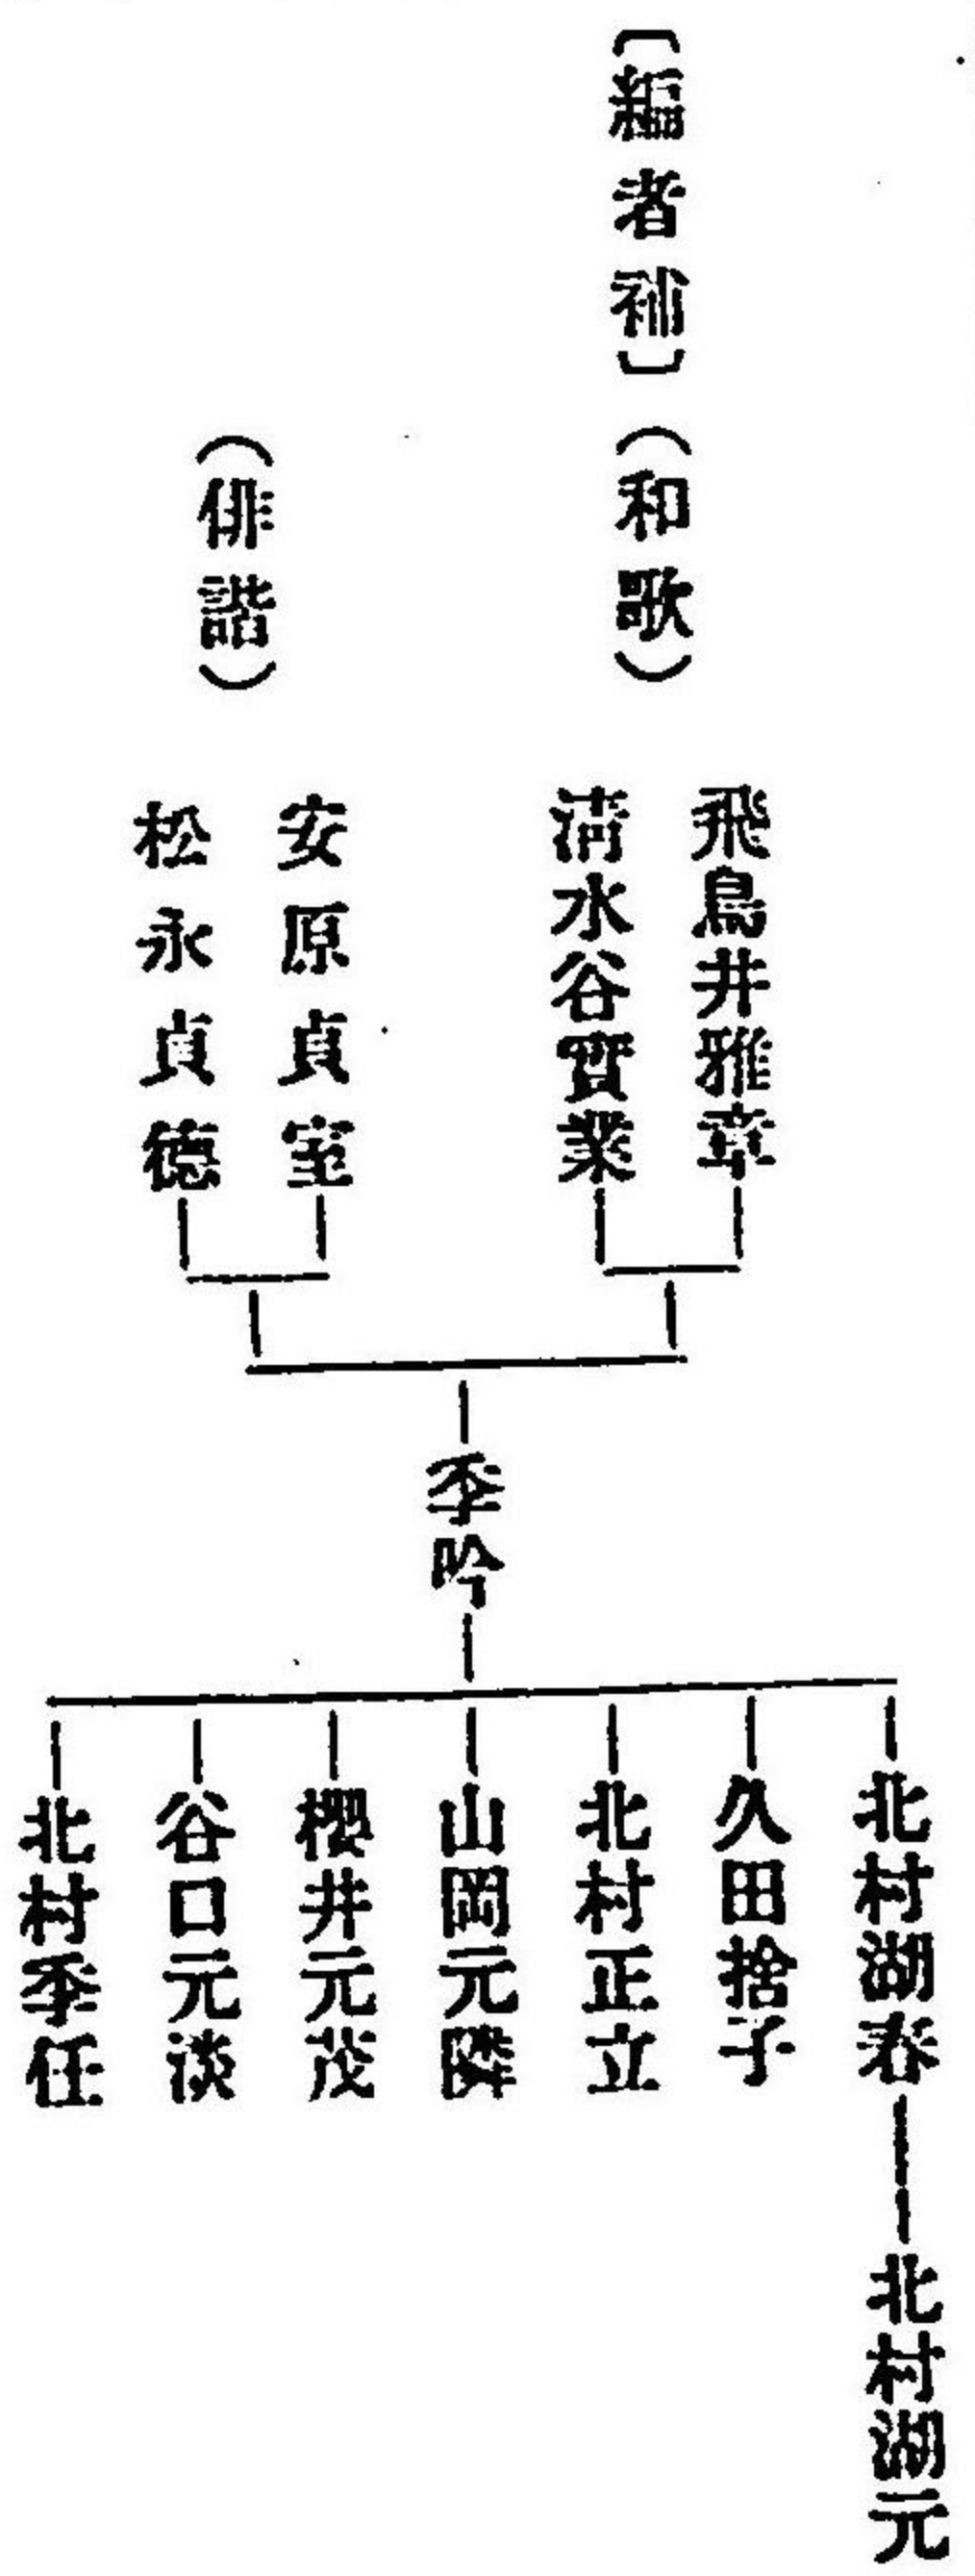 〔編者補〕(和歌)
飛鳥井雅章
淸水谷實業
(俳諧)
安原貞室
松永貞德
季吟
北村湖春
北村湖元
久田捨子
北村正立
山岡元隣
櫻井元茂
谷口元淡
北村季任